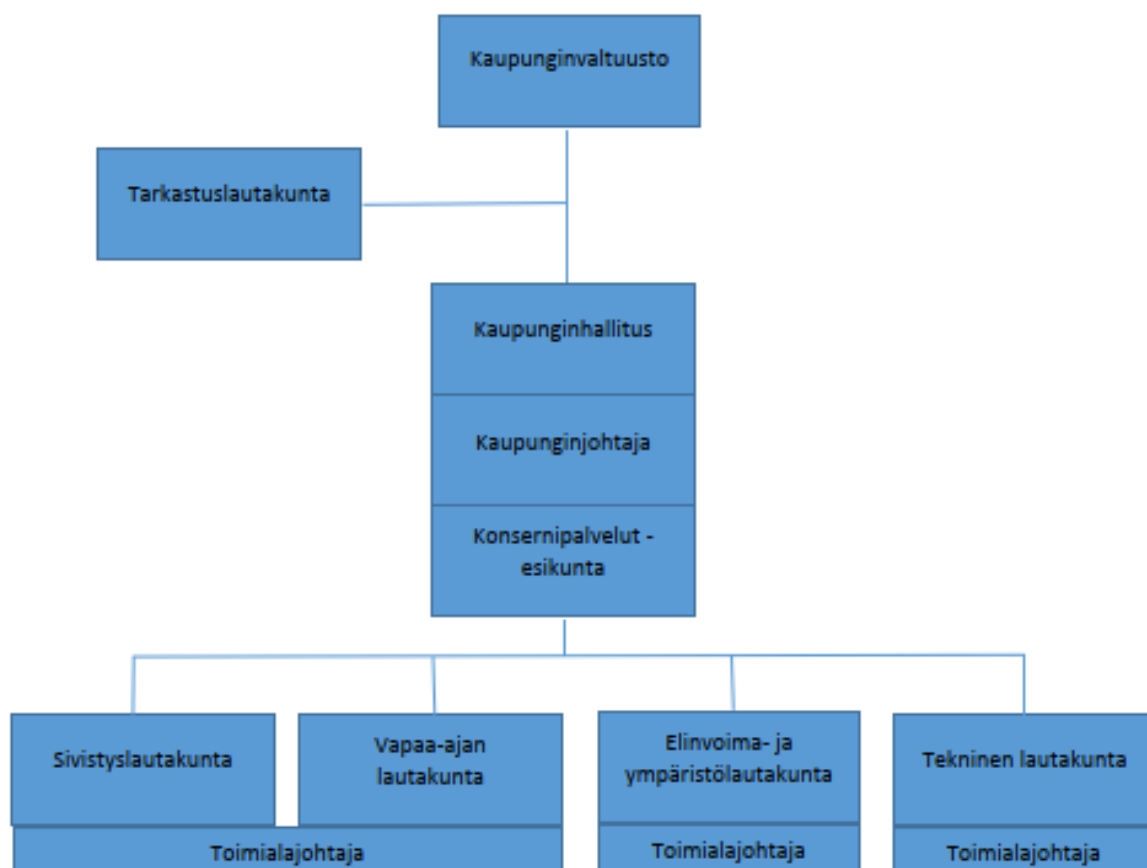 Kaupunginvaltuusto
Tarkastuslautakunta
Kaupunginhallitus
Kaupunginjohtaja
Konsernipalvelut -
esikunta
Sivistyslautakunta
Vapaa-ajan
lautakunta
Elinvoima- ja
ympäristölautakunta
Tekninen lautakunta
Toimialajohtaja
Toimialajohtaja
Toimialajohtaja